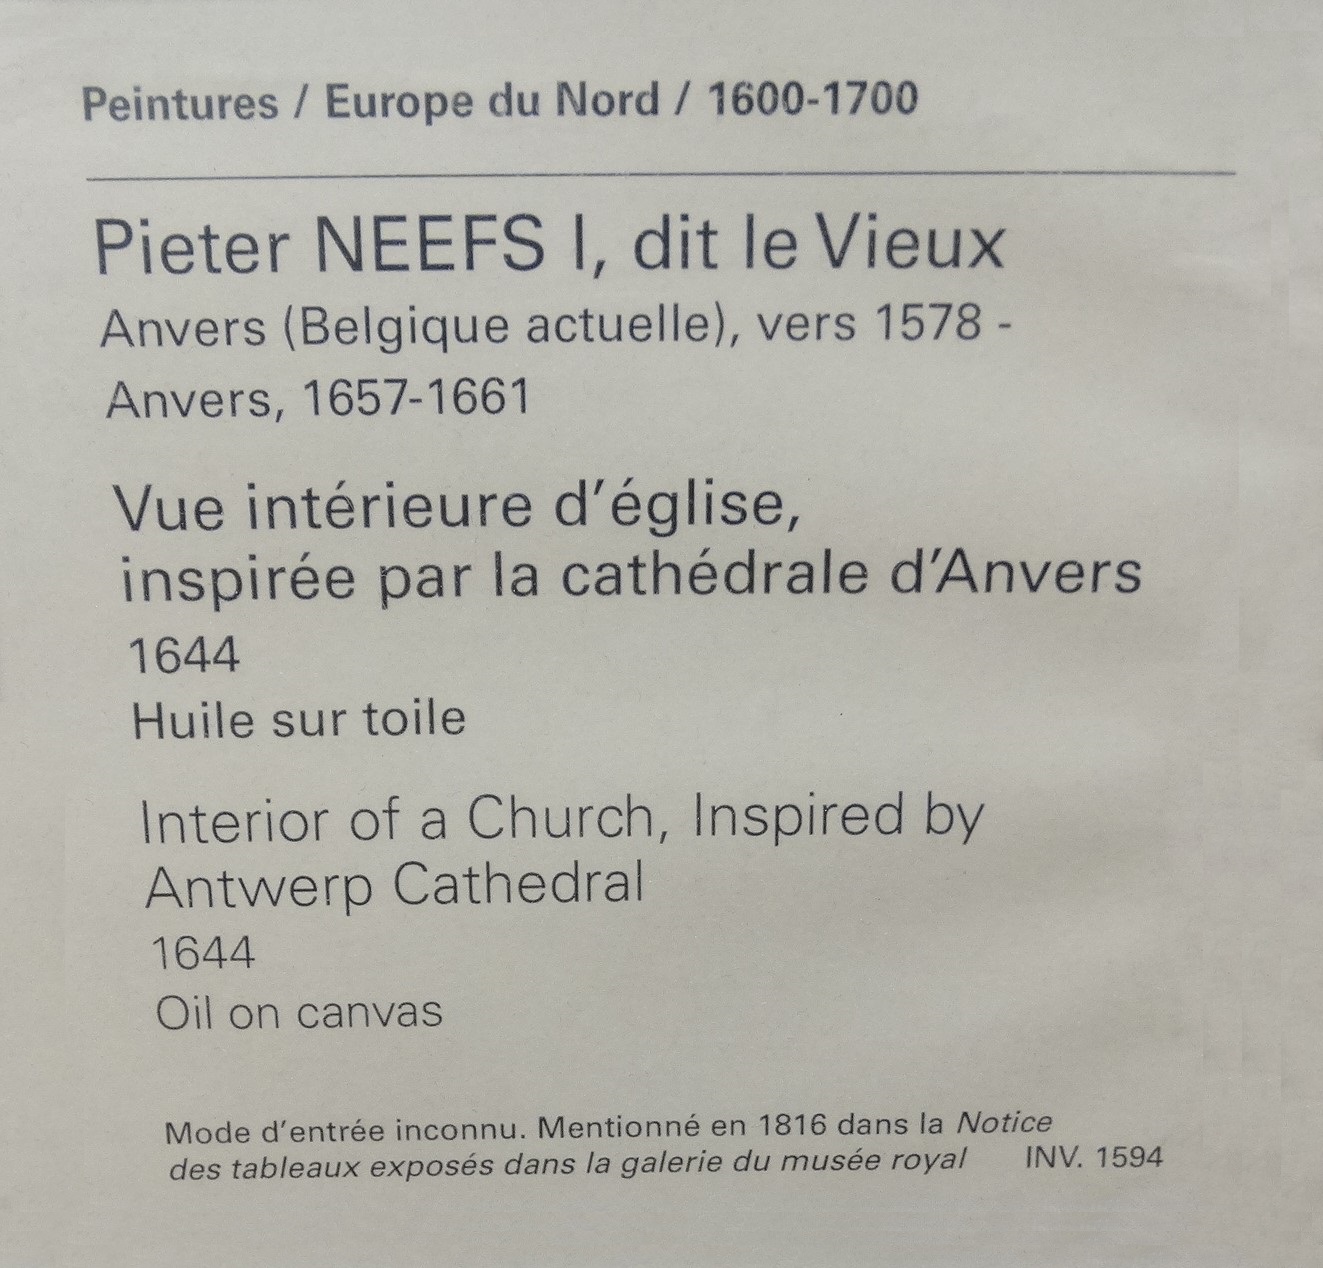 Peintures / Europe du Nord / 1600-1700
Pieter NEEFS I, dit le Vieux
Anvers (Belgique actuelle), vers 1578 -
Anvers, 1657-1661
Vue intérieure d'église,
inspirée par la cathédrale d'Anvers
1644
Huile sur toile
Interior of a Church, Inspired by
Antwerp Cathedral
1644
Oil on canvas
Mode d'entrée inconnu. Mentionné en 1816 dans la Notice
des tableaux exposés dans la galerie du musée royal INV. 1594